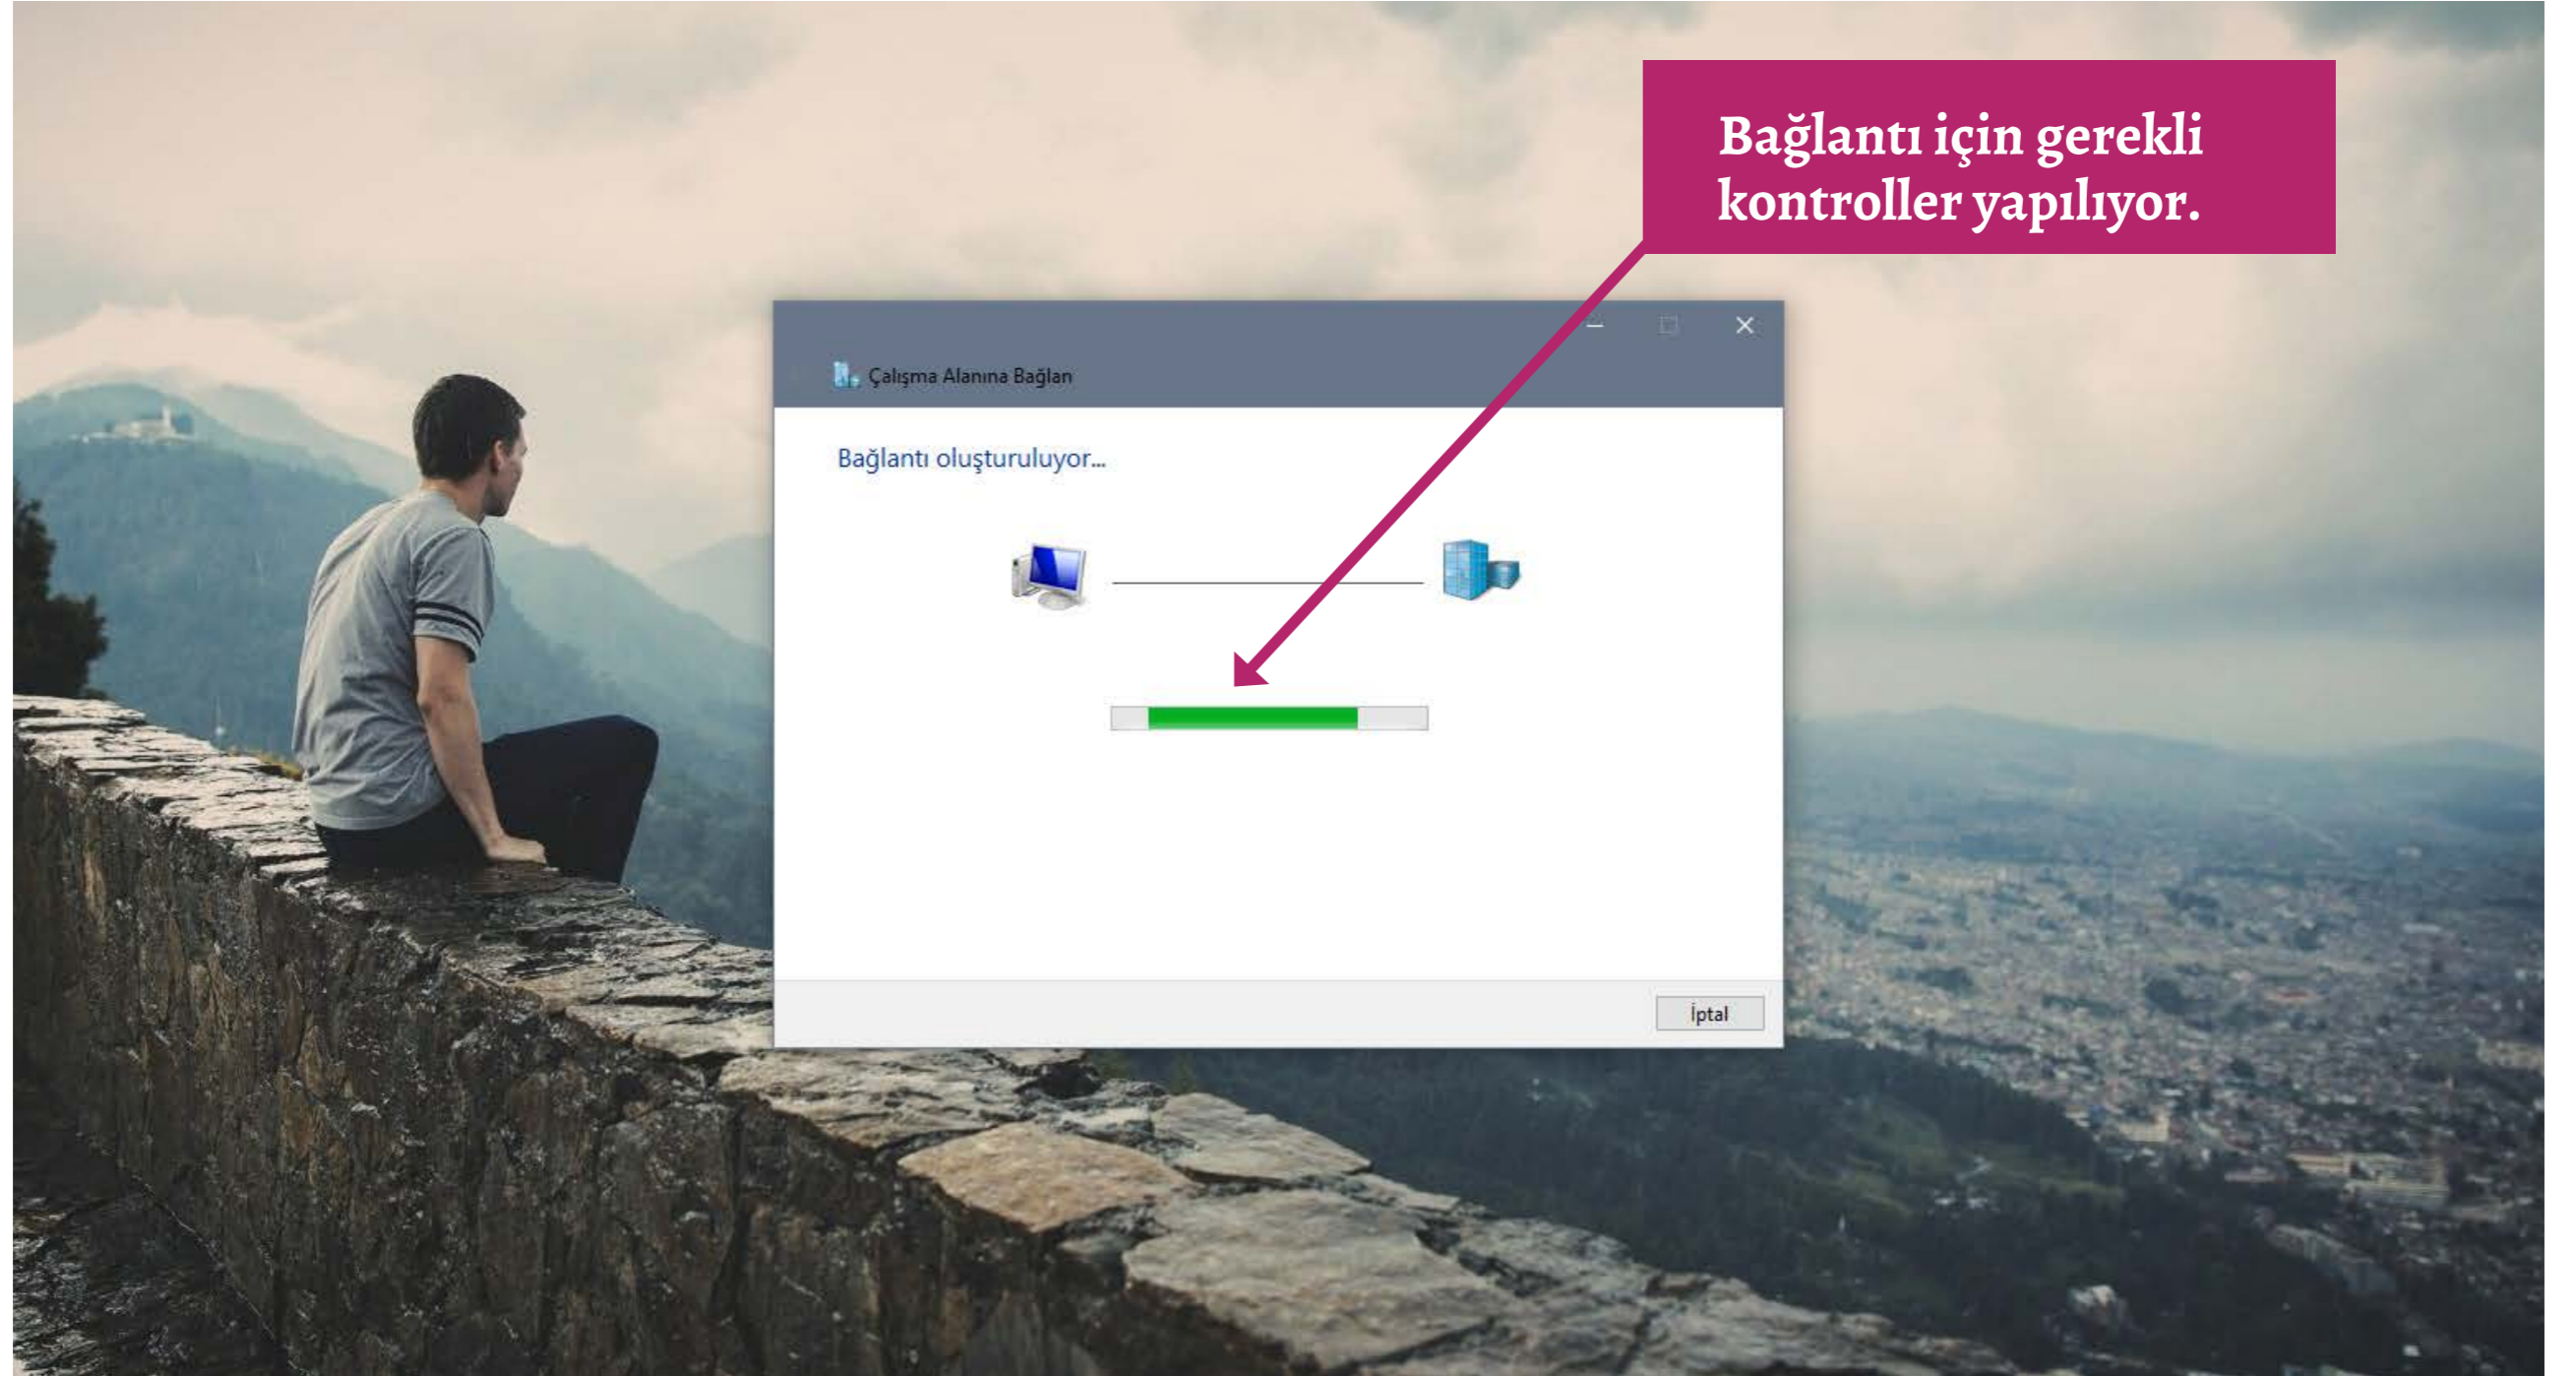 Bağlantı için gerekli
kontroller yapılıyor.
Çalışma Alanına Bağlan
Bağlantı oluşturuluyor...
İptal